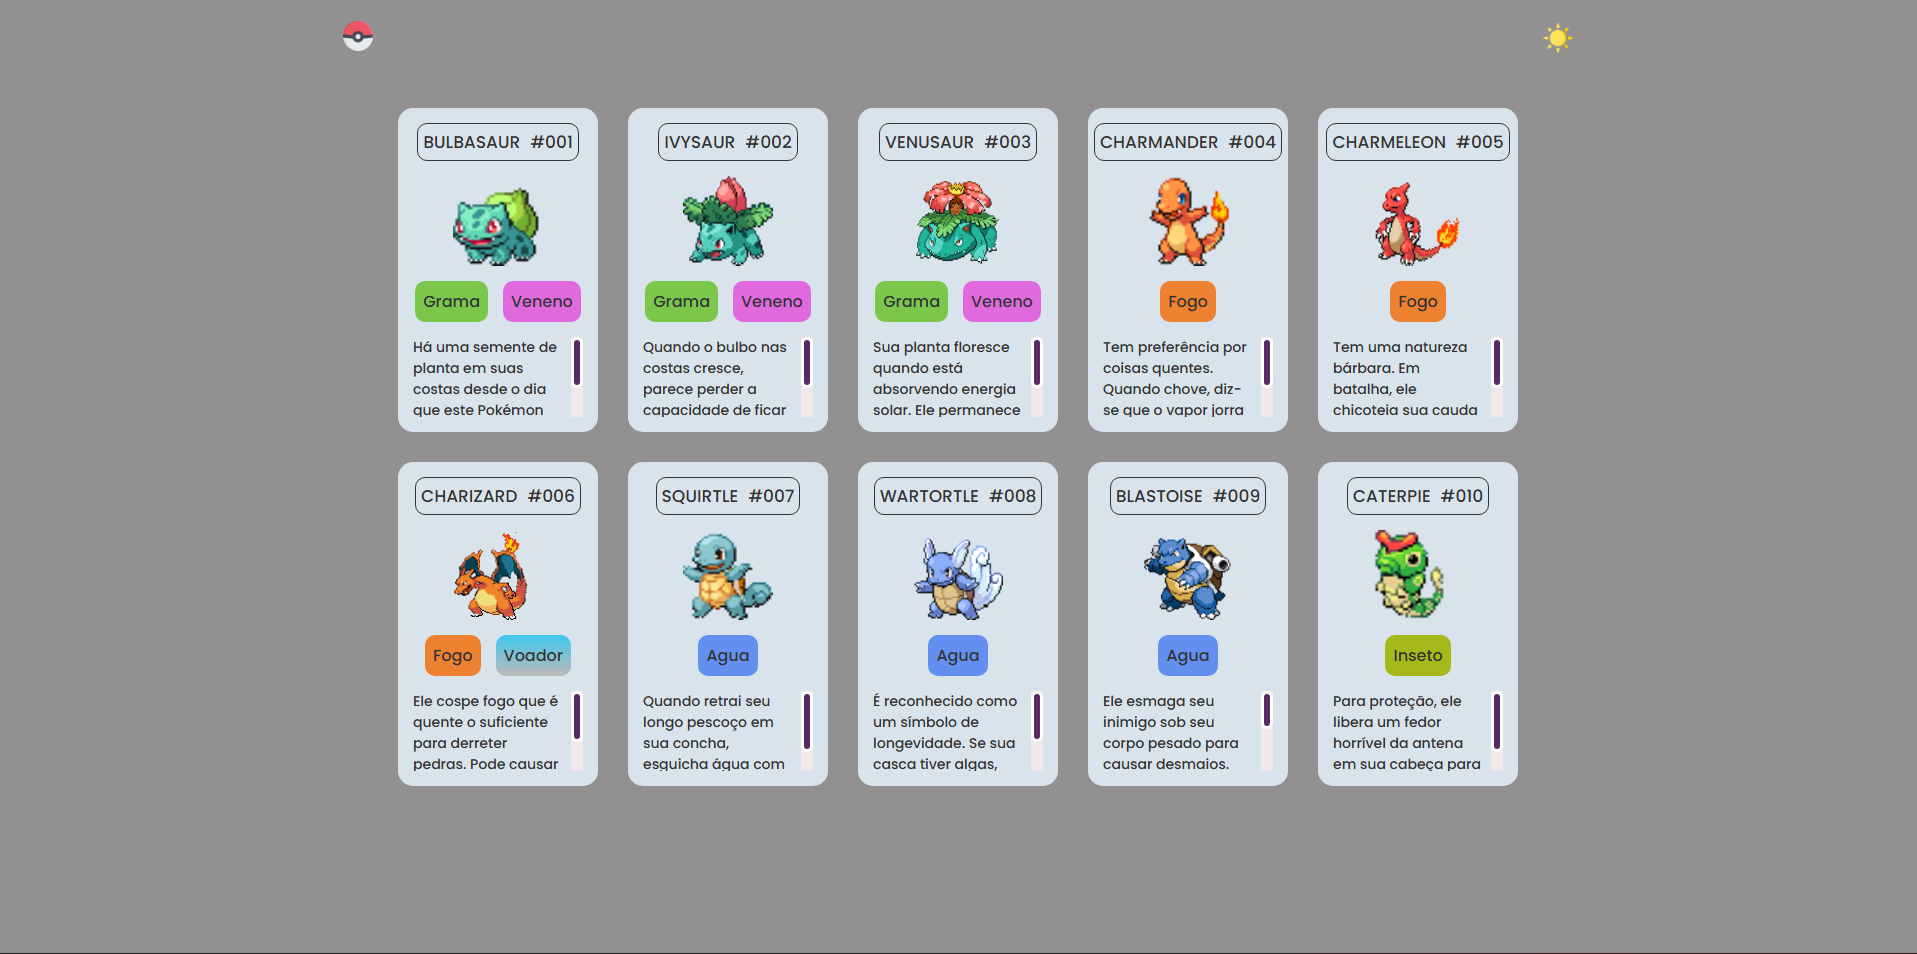 BULBASAUR #001
Grama Veneno
Há uma semente de
planta em suas
costas desde o dia
que este Pokémon
IVYSAUR #002
Grama Veneno
Quando o bulbo nas
costas cresce,
parece perder a
capacidade de ficar
VENUSAUR #003
Grama Veneno
Sua planta floresce
quando está
absorvendo energia
solar. Ele permanece
CHARMANDER #004
Fogo
Tem preferência por
coisas quentes.
Quando chove, diz-
se que o vapor jorra
CHARMELEON #005
Fogo
Tem uma natureza
bárbara. Em
batalha, ele
chicoteia sua cauda
CHARIZARD #006
Fogo Voador
Ele cospe fogo que é
quente o suficiente
para derreter
pedras. Pode causar
SQUIRTLE #007
Agua
Quando retrai seu
longo pescoço em
sua concha,
esguicha água com
WARTORTLE #008
Agua
É reconhecido como
um símbolo de
longevidade. Se sua
casca tiver algas,
BLASTOISE #009
Agua
Ele esmaga seu
inimigo sob seu
corpo pesado para
causar desmaios.
CATERPIE #010
Inseto
Para proteção, ele
libera um fedor
horrível da antena
em sua cabeça para